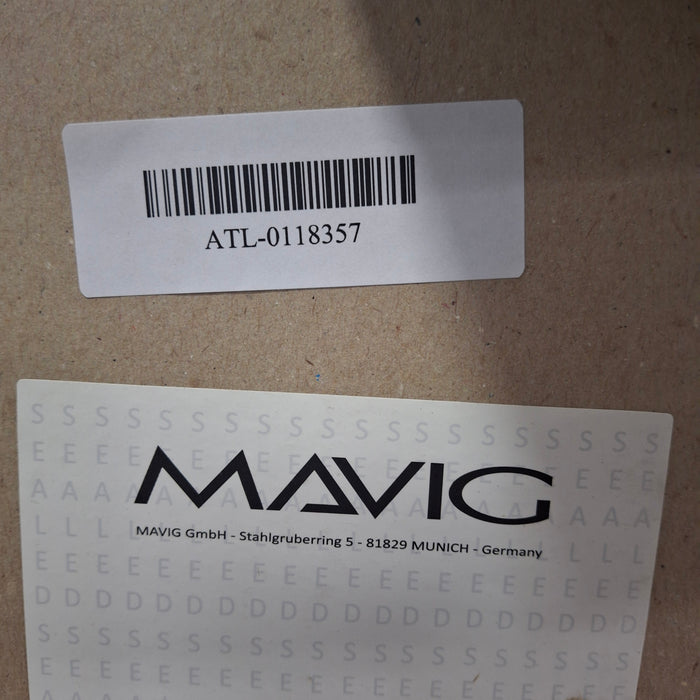 ATL-0118357
S S S S S S S S S S S S S S S S S S S S
MAVIG
E E E E E E E E
A A A A A A A A A A A A
MAVIG GmbH - Stahlgruberring 5 - 81829 MUNICH - Germany
L L L L L L L
E E E E E E E E E E E E E E E E E E E E
D D D D D D D D D D D D D D D D D D D D
S S S S S S S S S S S S S S S S S S S S
E E E E E E E E E E E E E E E E E E E E